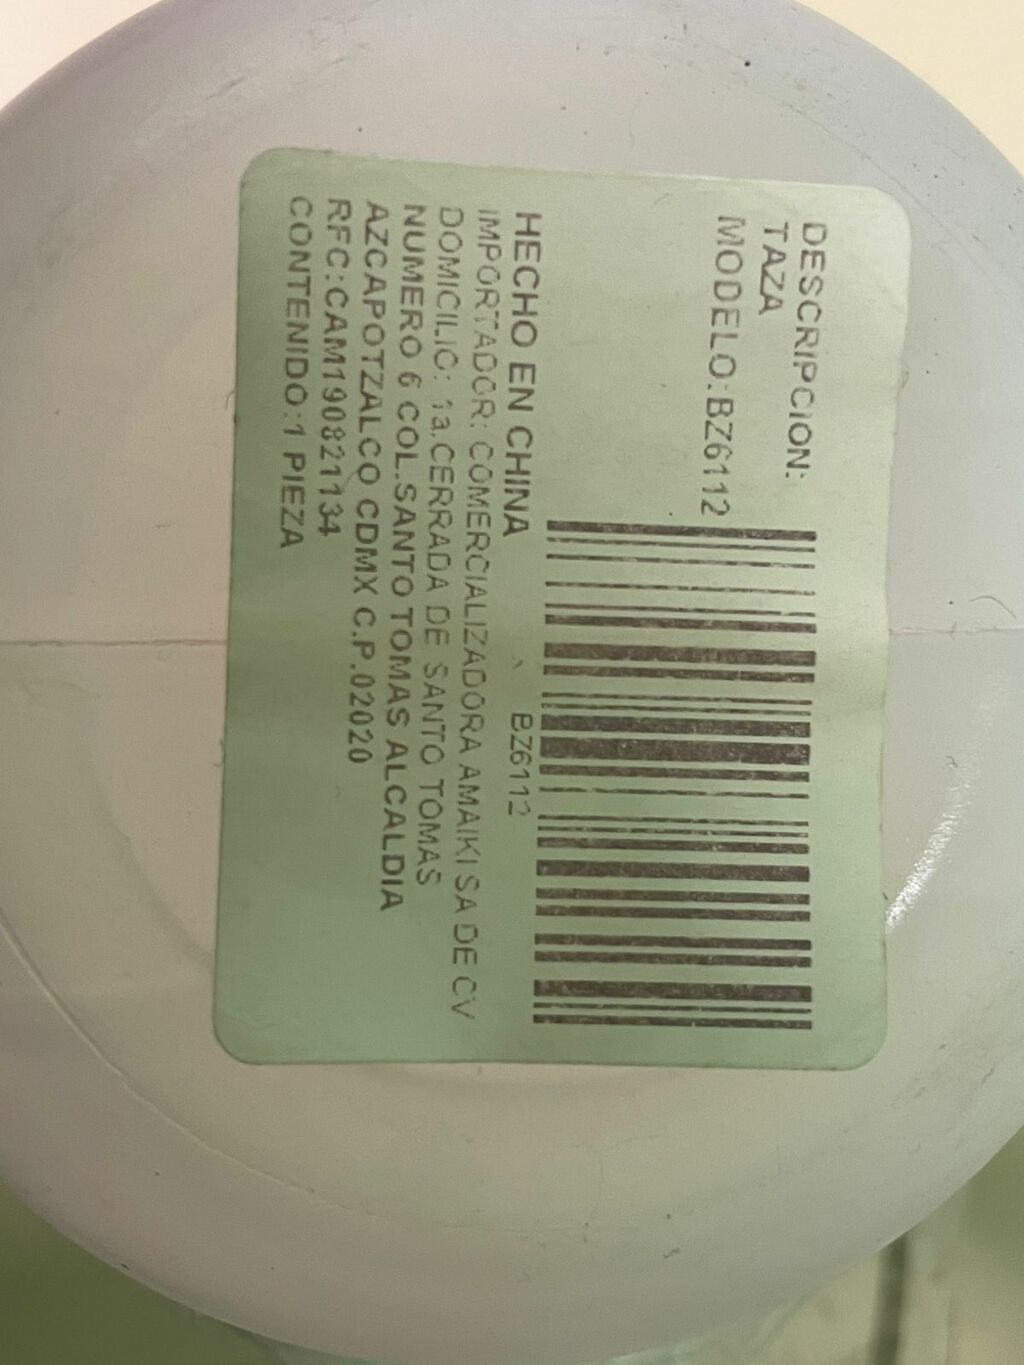 DESCRIPCION:
TAZA
MODELO:BZ6112
BZ6112
HECHO EN CHINA
IMPORTADOR: COMERCIALIZADORA AMAIKI SA DE CV
DOMICILIO: 1a.CERRADA DE SANTO TOMAS
NUMERO 6 COL.SANTO TOMAS ALCALDIA
AZCAPOTZALCO CDMX C.P.02020
RFC:CAM190821134
CONTENIDO:1 PIEZA